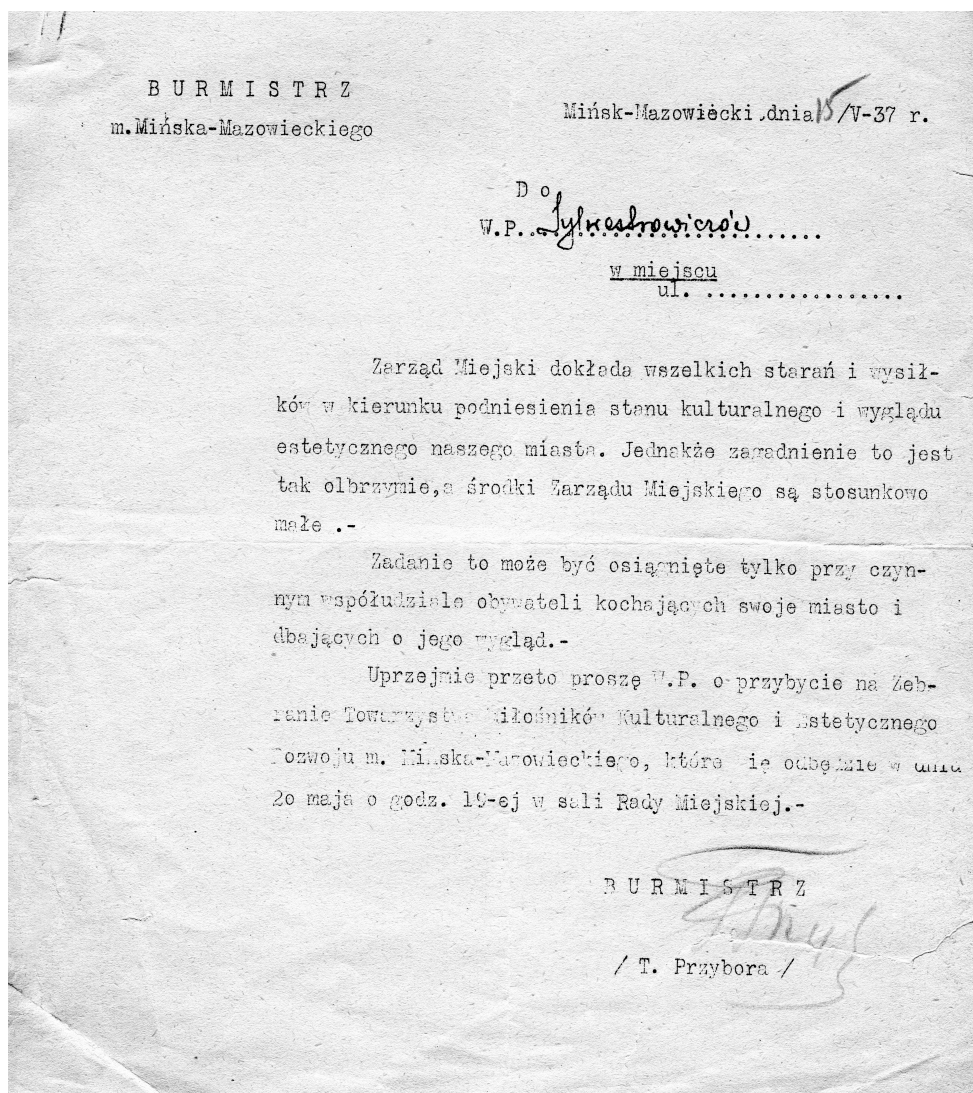 BURMISTRZ
m.Mińska-Mazowieckiego
Mińsk-Mazowiecki,dnia 15/V-37 r.
Do
W.P. Sylwestrowiczów
w miejscu
ul. .................
Zarząd Miejski dokłada wszelkich starań i wysił-
ków w kierunku podniesienia stanu kulturalnego i wyglądu
estetycznego naszego miasta. Jednakże zagadnienie to jest
tak olbrzymie,a środki Zarządu Miejskiego są stosunkowo
małe .-
Zadanie to może być osiągnięte tylko przy czyn-
nym współudziale obywateli kochających swoje miasto i
dbających o jego wygląd.-
Uprzejmie przeto proszę W.P. o przybycie na Zeb-
ranie Towarzystwa Miłośników Kulturalnego i Estetycznego
Rozwoju m. Mińska-Mazowieckiego, które się odbędzie w dniu
2o maja o godz. 19-ej w sali Rady Miejskiej.-
BURMISTRZ
/ T. Przybora /